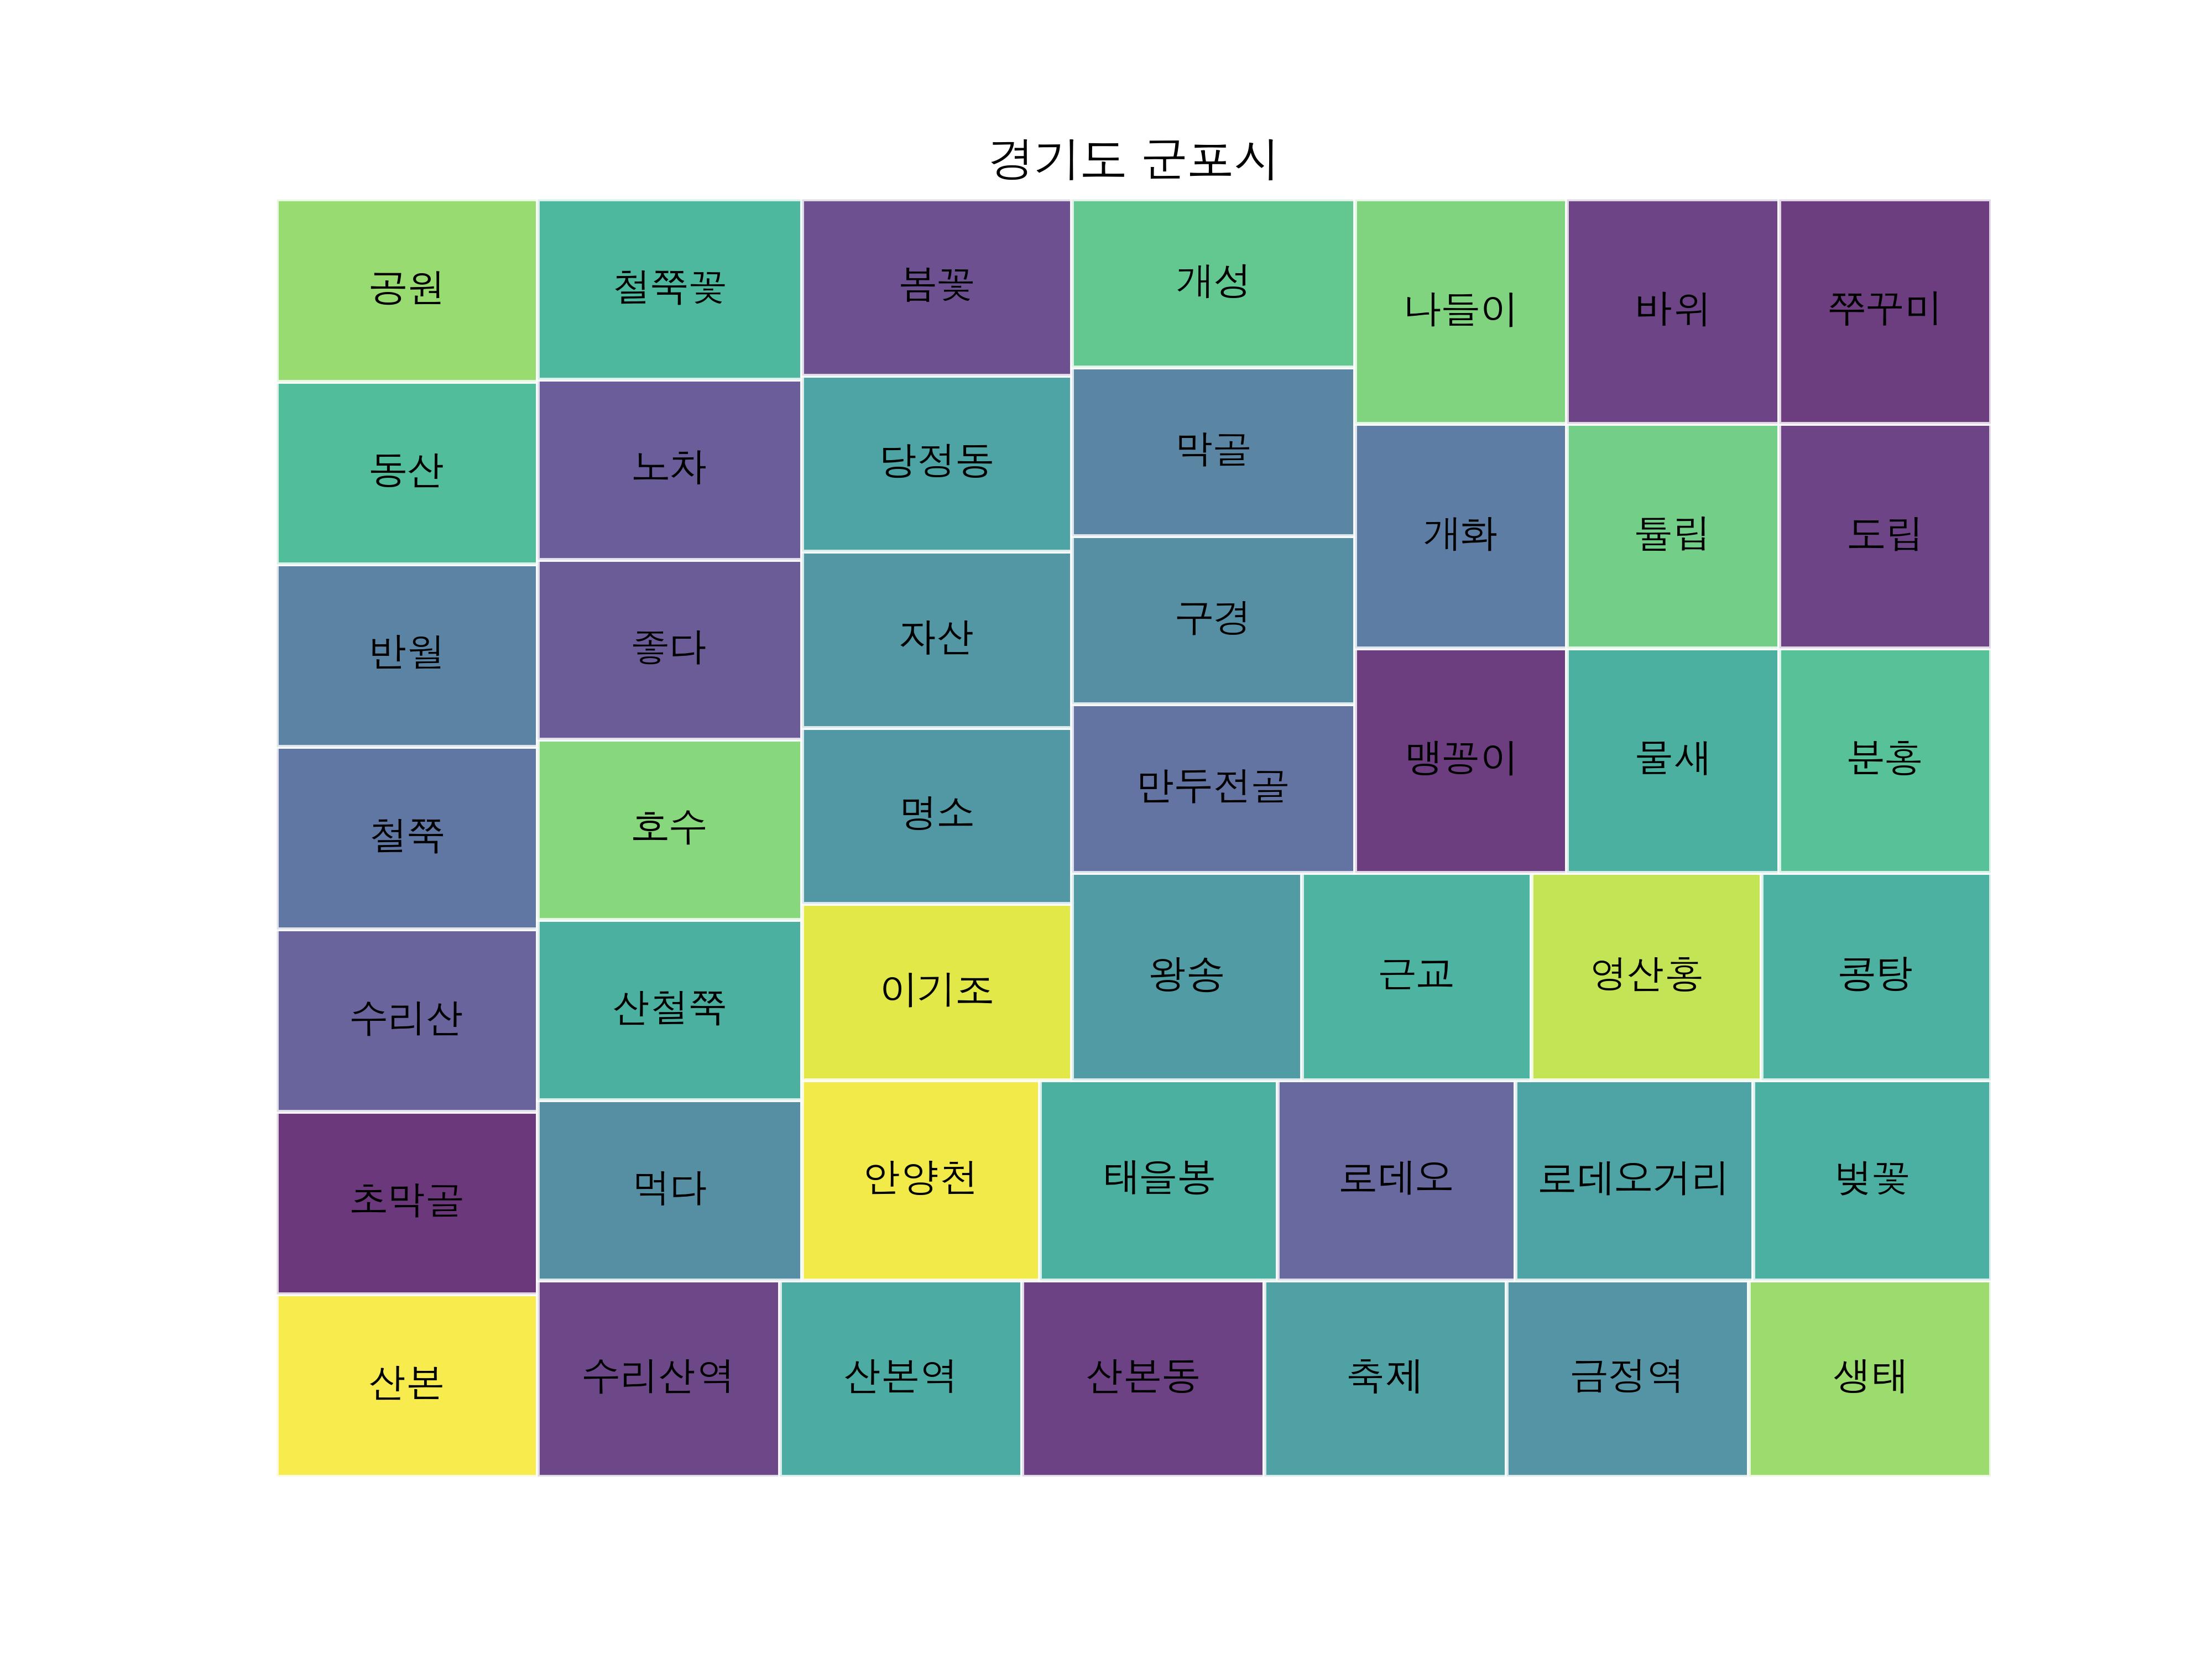 경기도 군포시
공원
철쭉꽃
봄꽃
개성
나들이
바위
쭈꾸미
동산
노차
당정동
막골
개화
튤립
도립
반월
좋다
자산
구경
만두전골
맹꽁이
물새
분홍
철쭉
호수
명소
수리산
산철쭉
이기조
왕송
근교
영산홍
공탕
초막골
먹다
안양천
태을봉
로데오
로데오거리
벚꽃
산본
수리산역
산본역
산본동
축제
금정역
생태